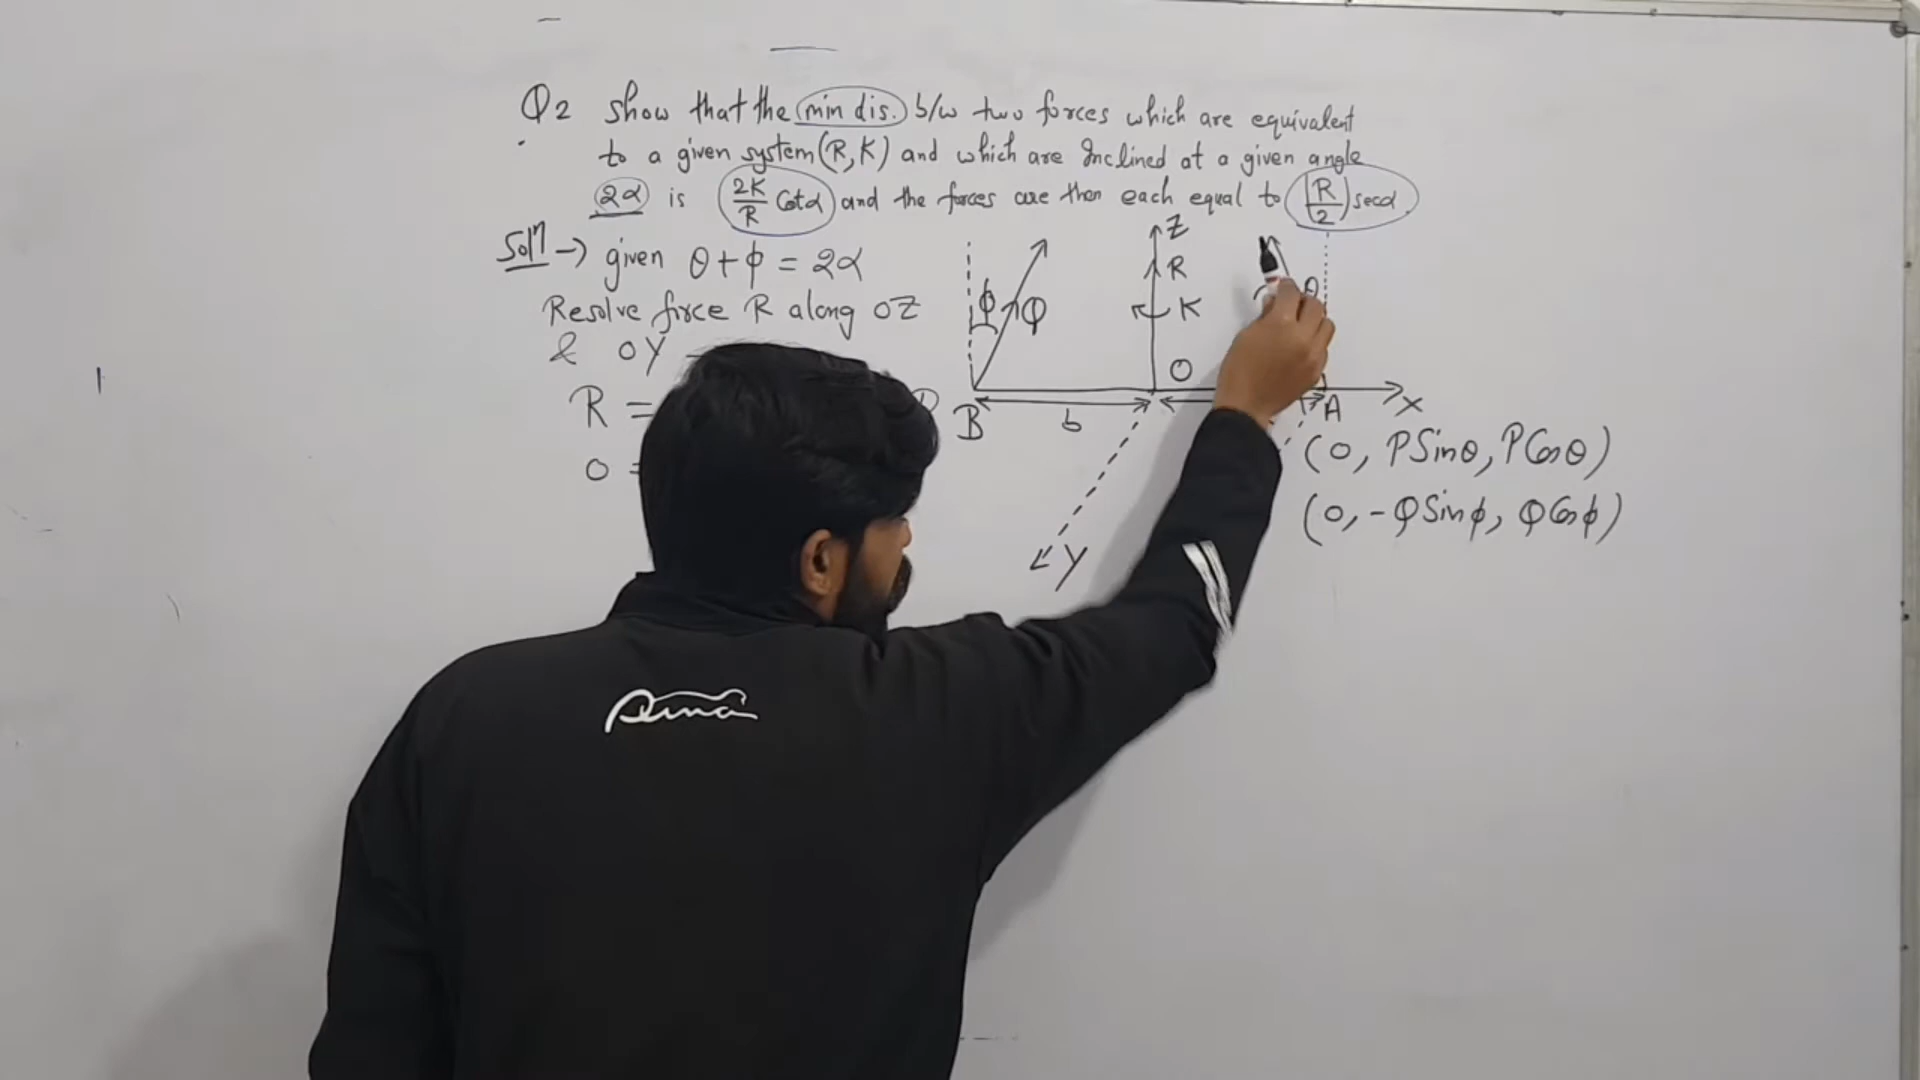 Q2 Show that the min dis. b/w two forces which are equivalent
to a given system (R, K) and which are Inclined at a given angle
2α is 2K/R Cotα and the forces are then each equal to (R/2) secα
Solⁿ → given θ + ϕ = 2α
Resolve force R along OZ
& OY
R =
0 =
Z
R
K
ϕ
Q
θ
O
B
b
A
X
Y
(0, PSinθ, PCosθ)
(0, -QSinϕ, QCosϕ)